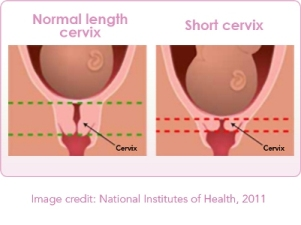 Normal length
cervix
Short cervix
Cervix
Cervix
Image credit: National Institutes of Health, 2011